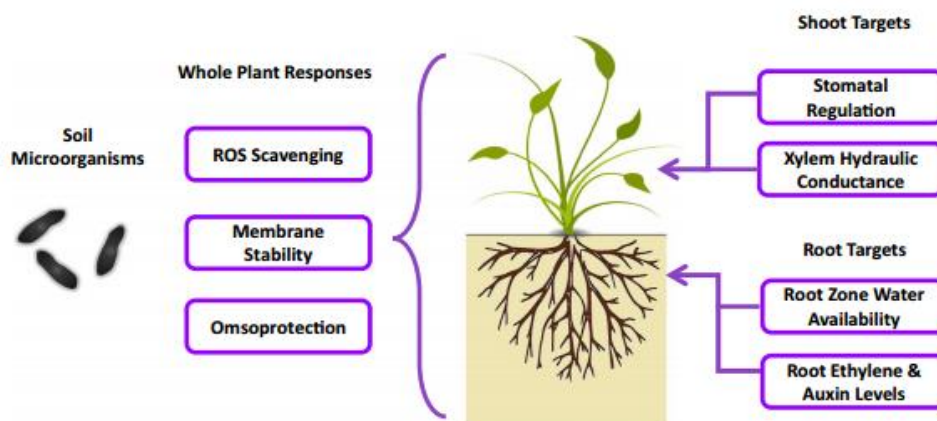 Soil
Microorganisms
Whole Plant Responses
ROS Scavenging
Membrane
Stability
Omsoprotection
Shoot Targets
Stomatal
Regulation
Xylem Hydraulic
Conductance
Root Targets
Root Zone Water
Availability
Root Ethylene &
Auxin Levels